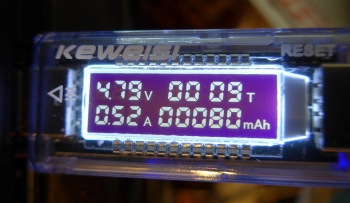 KEWEISI RESET
4.79V 00 09T
0.52A 00080mAh